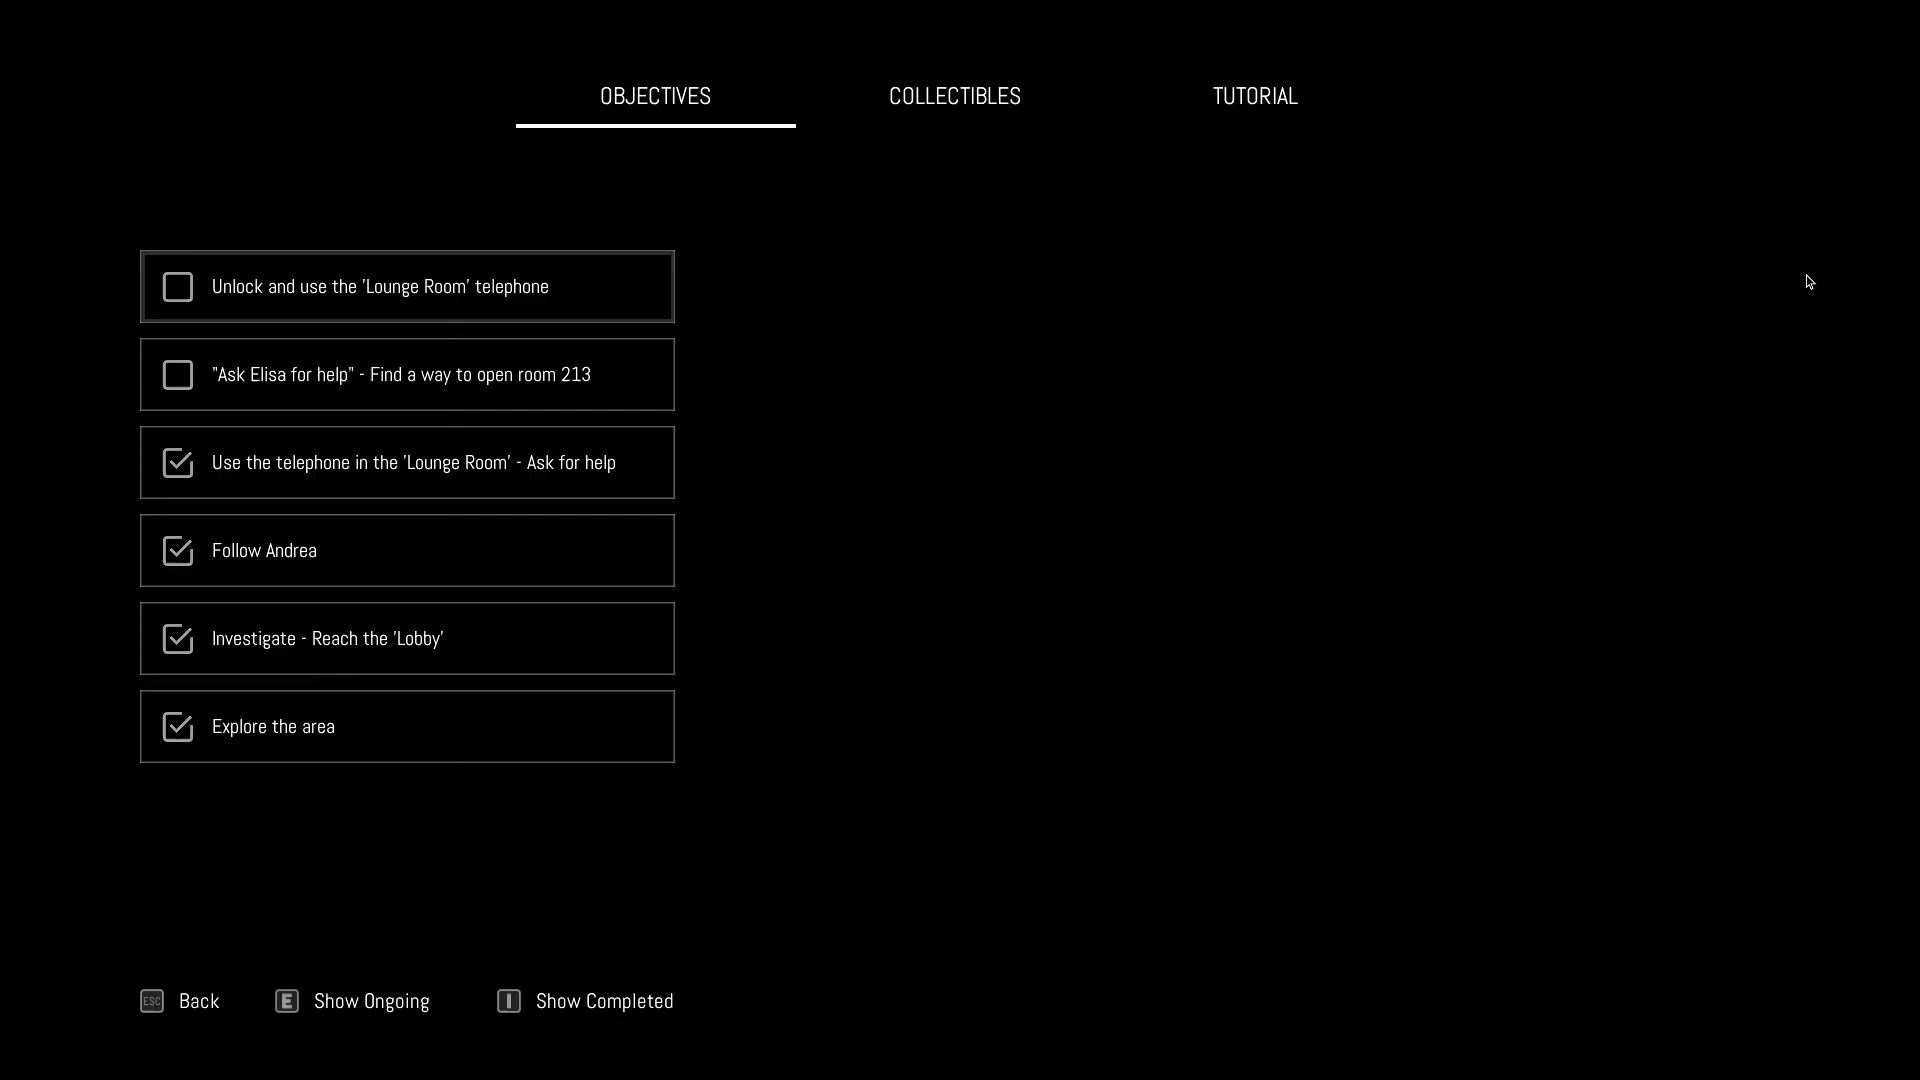 OBJECTIVES
COLLECTIBLES
TUTORIAL
Unlock and use the 'Lounge Room' telephone
"Ask Elisa for help" - Find a way to open room 213
Use the telephone in the 'Lounge Room' - Ask for help
Follow Andrea
Investigate - Reach the 'Lobby'
Explore the area
ESC Back
E Show Ongoing
I Show Completed